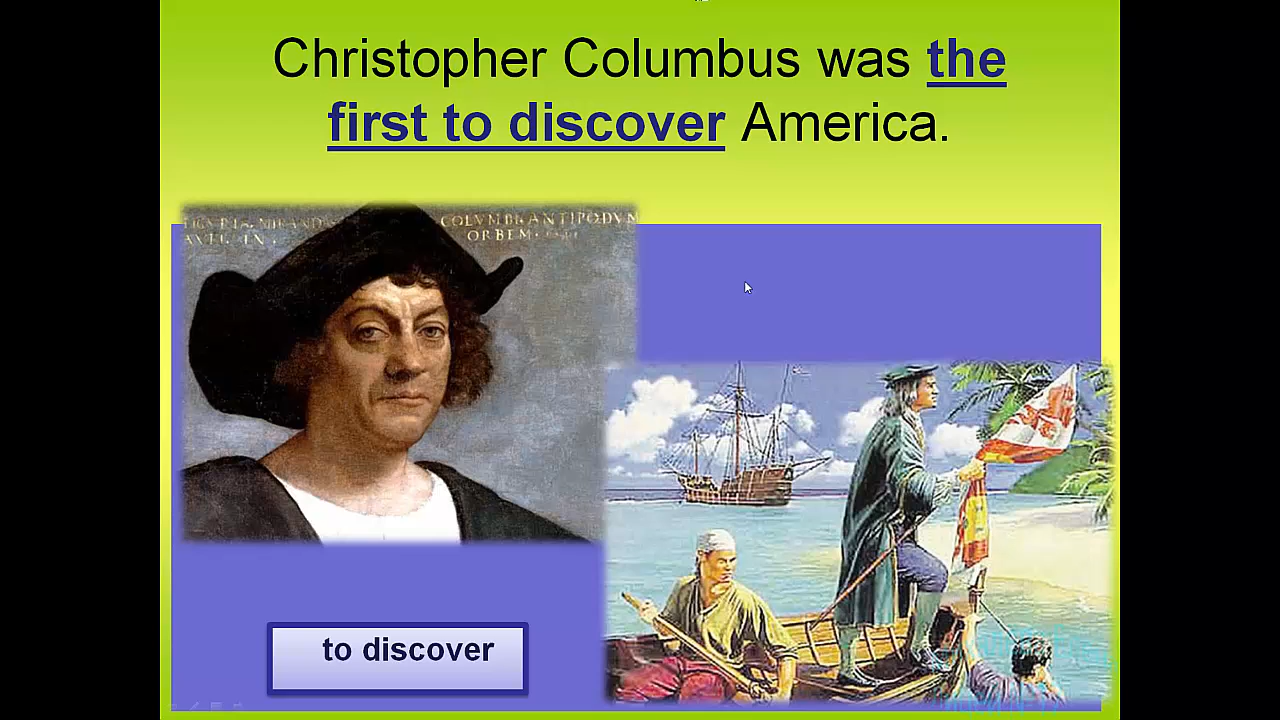 Christopher Columbus was the
first to discover America.
COLVMBI ANTIPODVM
ORBEM
to discover